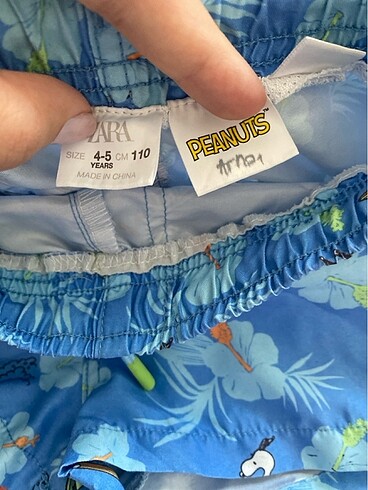 ZARA
SIZE 4-5 CM 110
YEARS
MADE IN CHINA
PEANUTS